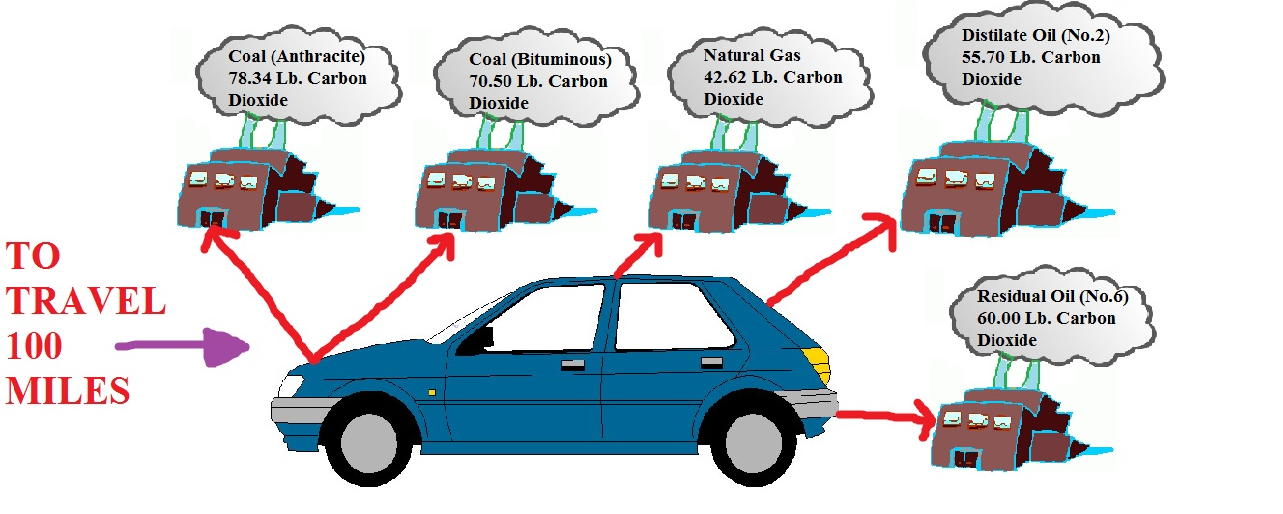 Coal (Anthracite)
78.34 Lb. Carbon
Dioxide
Coal (Bituminous)
70.50 Lb. Carbon
Dioxide
Natural Gas
42.62 Lb. Carbon
Dioxide
Distilate Oil (No.2)
55.70 Lb. Carbon
Dioxide
TO
TRAVEL
100
MILES
Residual Oil (No.6)
60.00 Lb. Carbon
Dioxide